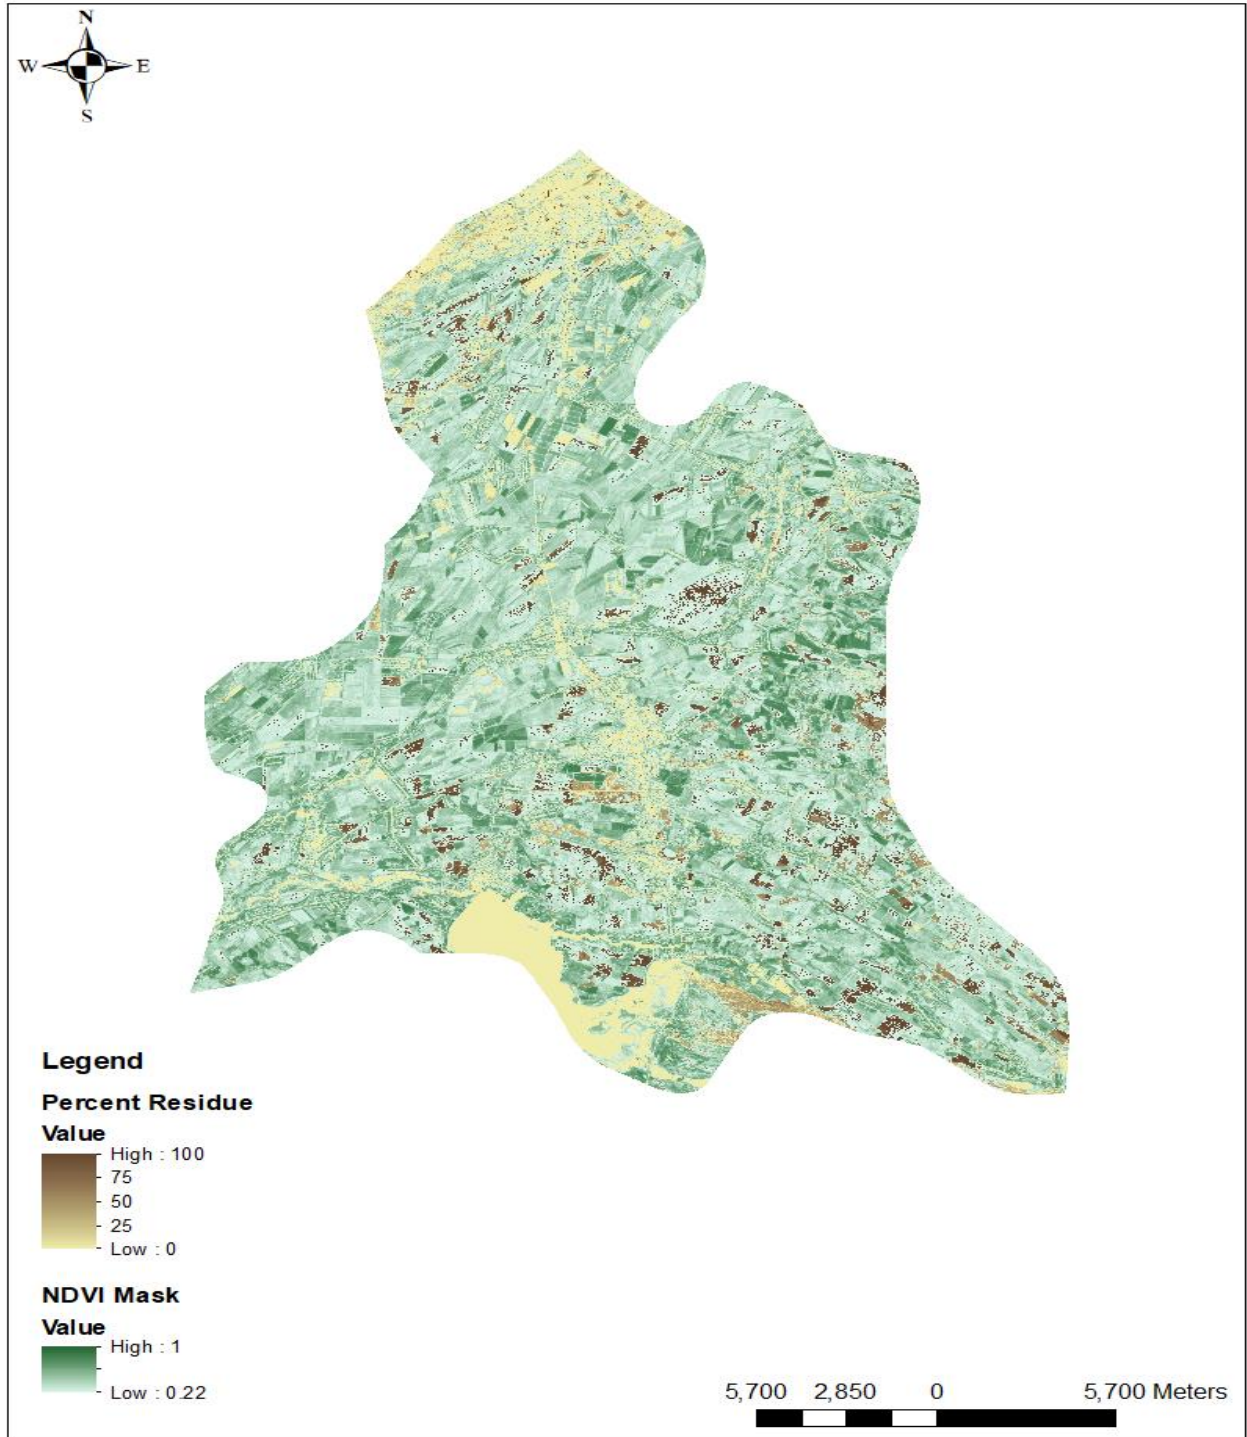 N
W E
S
Legend
Percent Residue
Value
High : 100
75
50
25
Low : 0
NDVI Mask
Value
High : 1
Low : 0.22
5,700 2,850 0 5,700 Meters